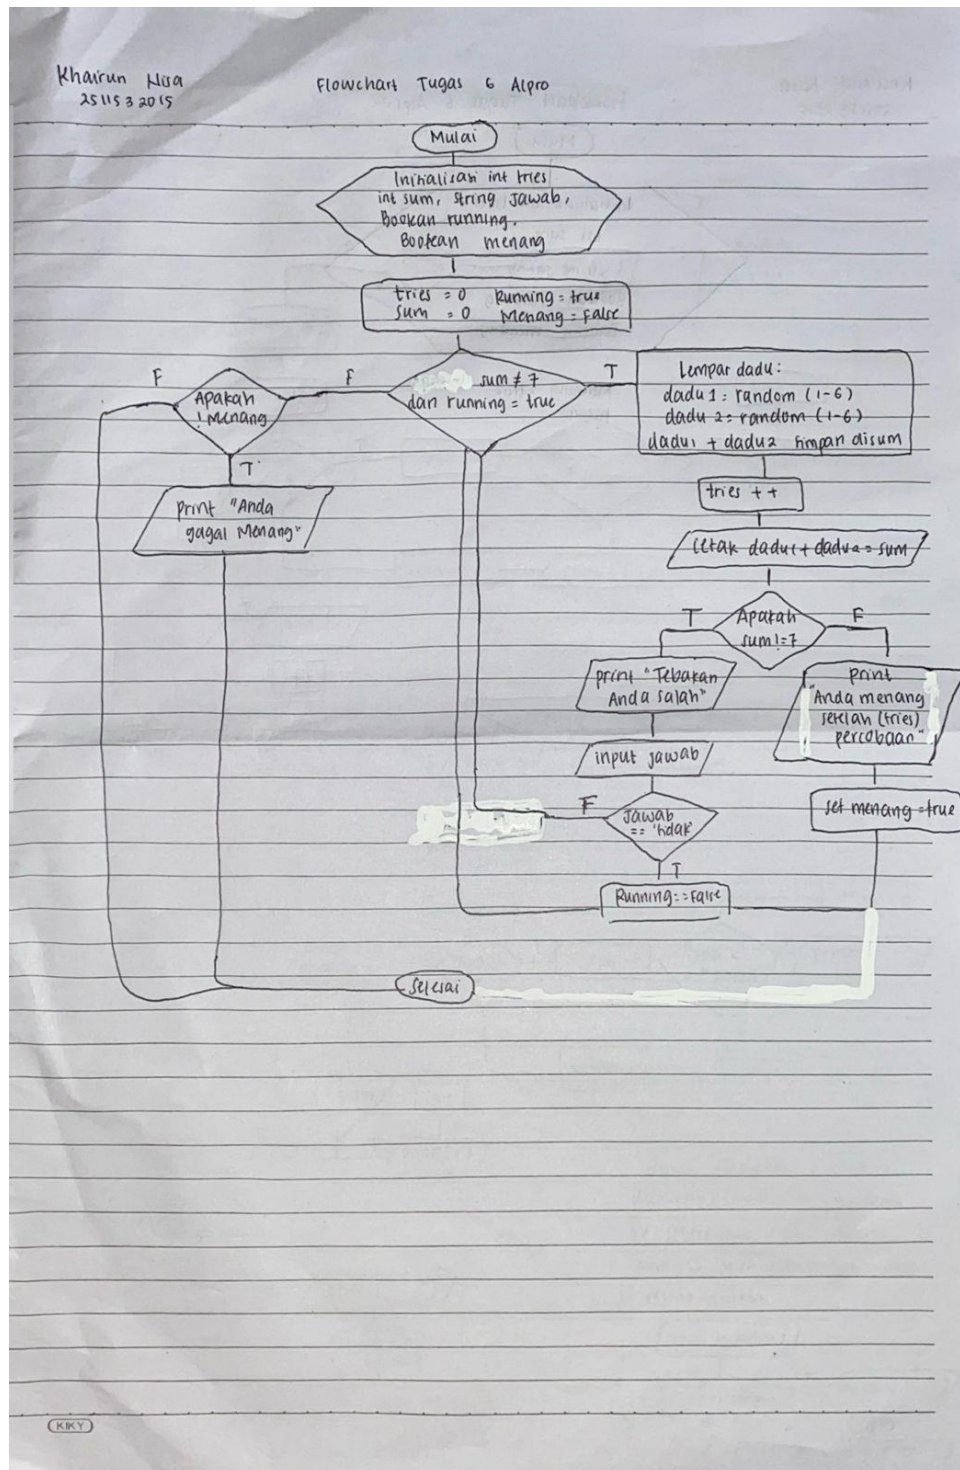 Khairun Nisa
2511532015
Flowchart Tugas 6 Alpro
Mulai
Inisialisasi int tries
int sum, string jawab,
Boolean running.
Boolean menang
tries = 0 Running = true
sum = 0 Menang = False
sum ≠ 7
dan running = true
F
T
Lempar dadu:
dadu 1 = random (1-6)
dadu 2 = random (1-6)
dadu1 + dadu2 simpan disum
F
Apakah
! Menang
T
print "Anda
gagal Menang"
tries ++
Cetak dadu1 + dadu2 = sum
Apakah
sum != 7
T
F
print "Tebakan
Anda salah"
print
"Anda menang
setelah (tries)
percobaan"
input jawab
set menang = true
F
Jawab
== 'tidak'
T
Running == False
Selesai
KIKY